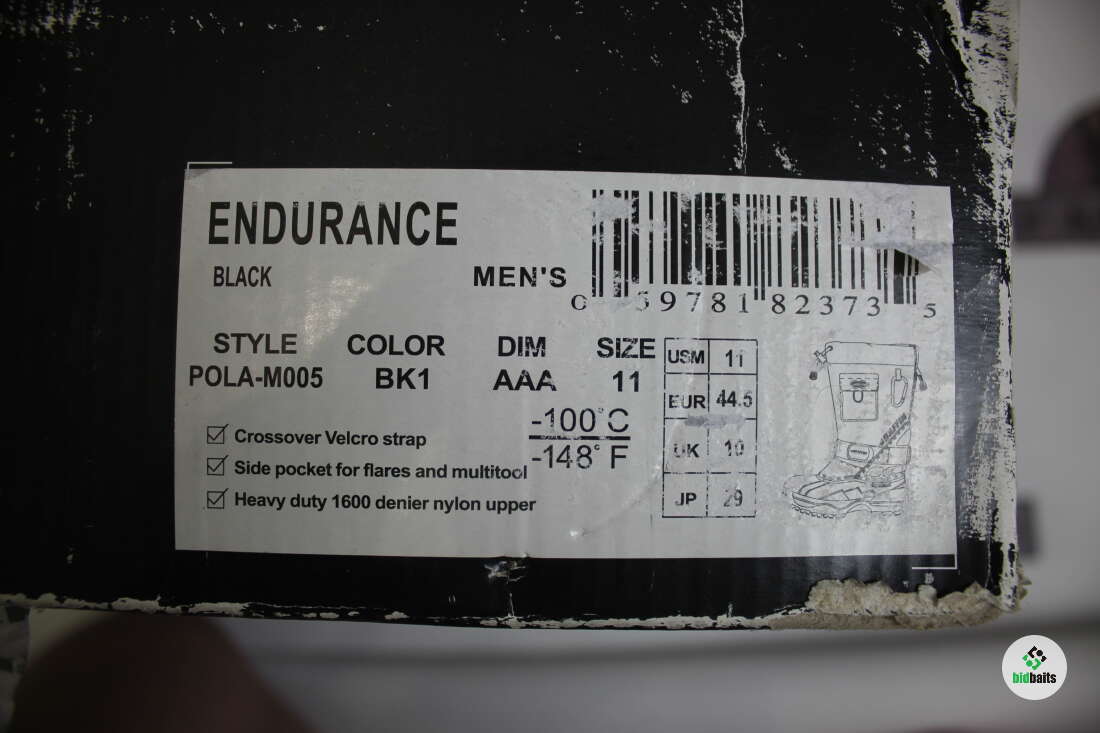 ENDURANCE
BLACK
MEN'S
0 59781 82373 5
STYLE COLOR DIM SIZE
POLA-M005 BK1 AAA 11
-100°C
-148°F
Crossover Velcro strap
Side pocket for flares and multitool
Heavy duty 1600 denier nylon upper
USM 11
EUR 44.5
UK 10
JP 29
bidbaits